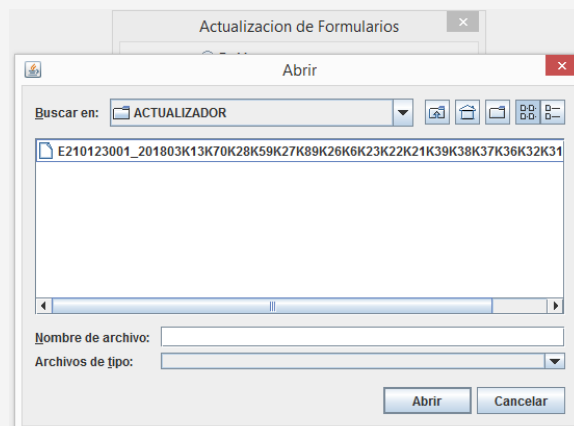 Actualizacion de Formularios
Abrir
Buscar en: ACTUALIZADOR
E210123001_201803K13K70K28K59K27K89K26K6K23K22K21K39K38K37K36K32K31
Nombre de archivo:
Archivos de tipo:
Abrir Cancelar